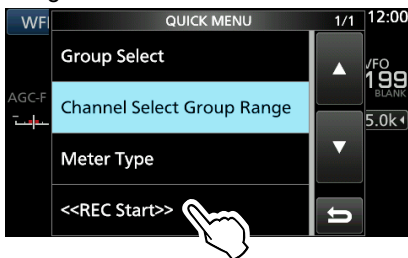 WFI
QUICK MENU
1/1
12:00
Group Select
VFO
199
BLANK
AGC-F
Channel Select Group Range
5.0k
Meter Type
<<REC Start>>